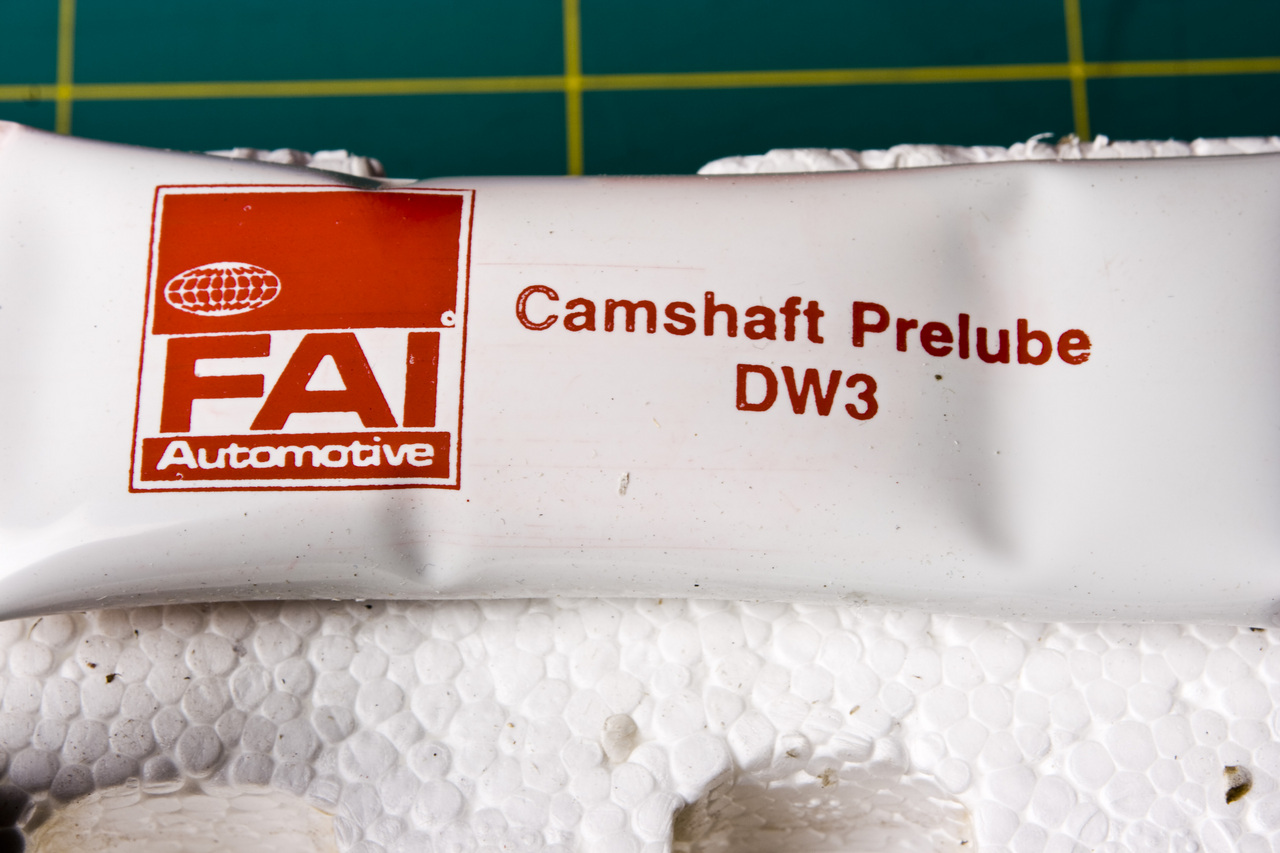 FAI
Automotive
Camshaft Prelube
DW3